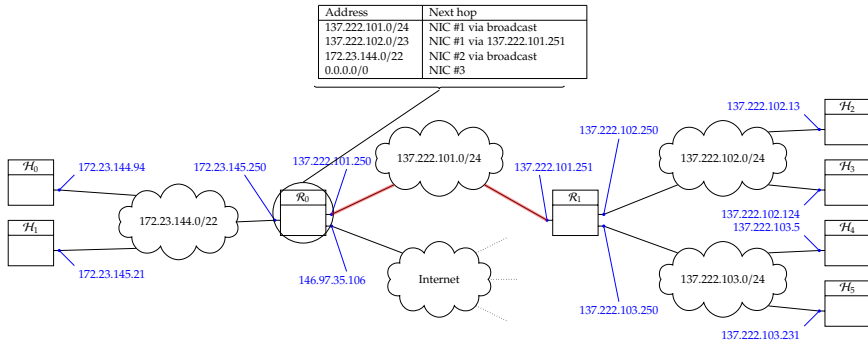 Address Next hop
137.222.101.0/24 NIC #1 via broadcast
137.222.102.0/23 NIC #1 via 137.222.101.251
172.23.144.0/22 NIC #2 via broadcast
0.0.0.0/0 NIC #3
137.222.102.13
H2
137.222.102.250
137.222.101.0/24
137.222.102.0/24
H0
172.23.144.94
172.23.145.250
137.222.101.250
137.222.101.251
H3
R0
R1
137.222.102.124
172.23.144.0/22
H1
137.222.103.5
H4
172.23.145.21
146.97.35.106
Internet
137.222.103.0/24
137.222.103.250
H5
137.222.103.231